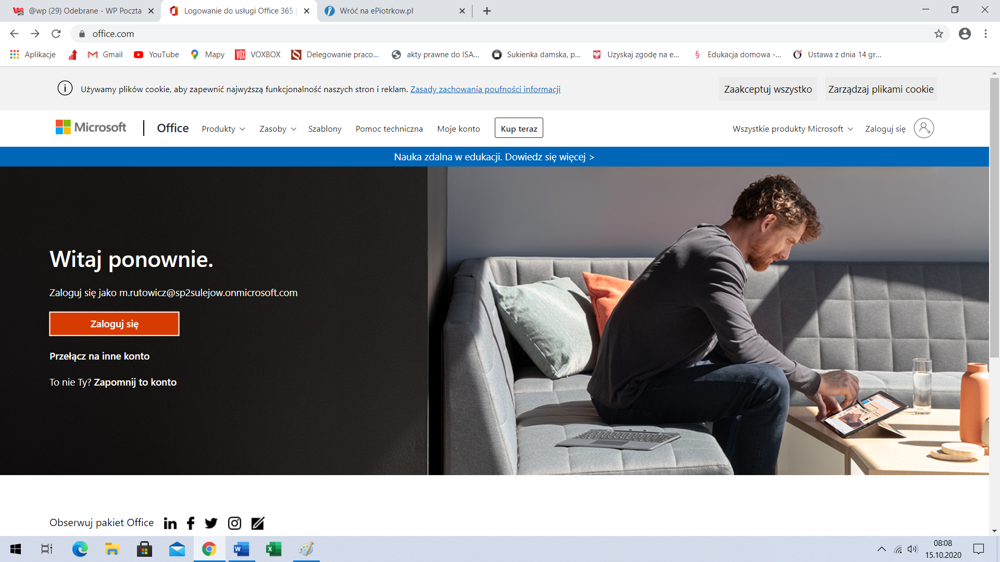 @wp (29) Odebrane - WP Poczta
Logowanie do usługi Office 365 |
Wróć na ePiotrkow.pl
office.com
Aplikacje
Gmail
YouTube
Mapy
VOX
VOXBOX
Delegowanie praco...
akty prawne do ISA...
Sukienka damska, p...
Uzyskaj zgodę na e...
§
Edukacja domowa -...
Ustawa z dnia 14 gr...
Używamy plików cookie, aby zapewnić najwyższą funkcjonalność naszych stron i reklam. Zasady zachowania poufności informacji
Zaakceptuj wszystko
Zarządzaj plikami cookie
Microsoft
Office
Produkty
Zasoby
Szablony
Pomoc techniczna
Moje konto
Kup teraz
Wszystkie produkty Microsoft
Zaloguj się
Nauka zdalna w edukacji. Dowiedz się więcej >
Witaj ponownie.
Zaloguj się jako m.rutowicz@sp2sulejow.onmicrosoft.com
Zaloguj się
Przełącz na inne konto
To nie Ty? Zapomnij to konto
Obserwuj pakiet Office
08:08
15.10.2020